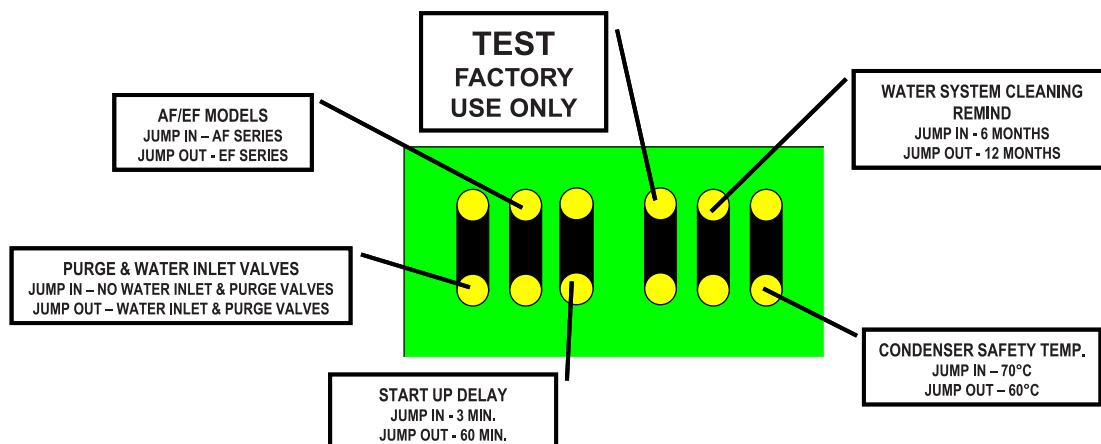 TEST
FACTORY
USE ONLY
AF/EF MODELS
JUMP IN – AF SERIES
JUMP OUT - EF SERIES
WATER SYSTEM CLEANING
REMIND
JUMP IN - 6 MONTHS
JUMP OUT - 12 MONTHS
PURGE & WATER INLET VALVES
JUMP IN – NO WATER INLET & PURGE VALVES
JUMP OUT – WATER INLET & PURGE VALVES
START UP DELAY
JUMP IN - 3 MIN.
JUMP OUT - 60 MIN.
CONDENSER SAFETY TEMP.
JUMP IN – 70°C
JUMP OUT – 60°C